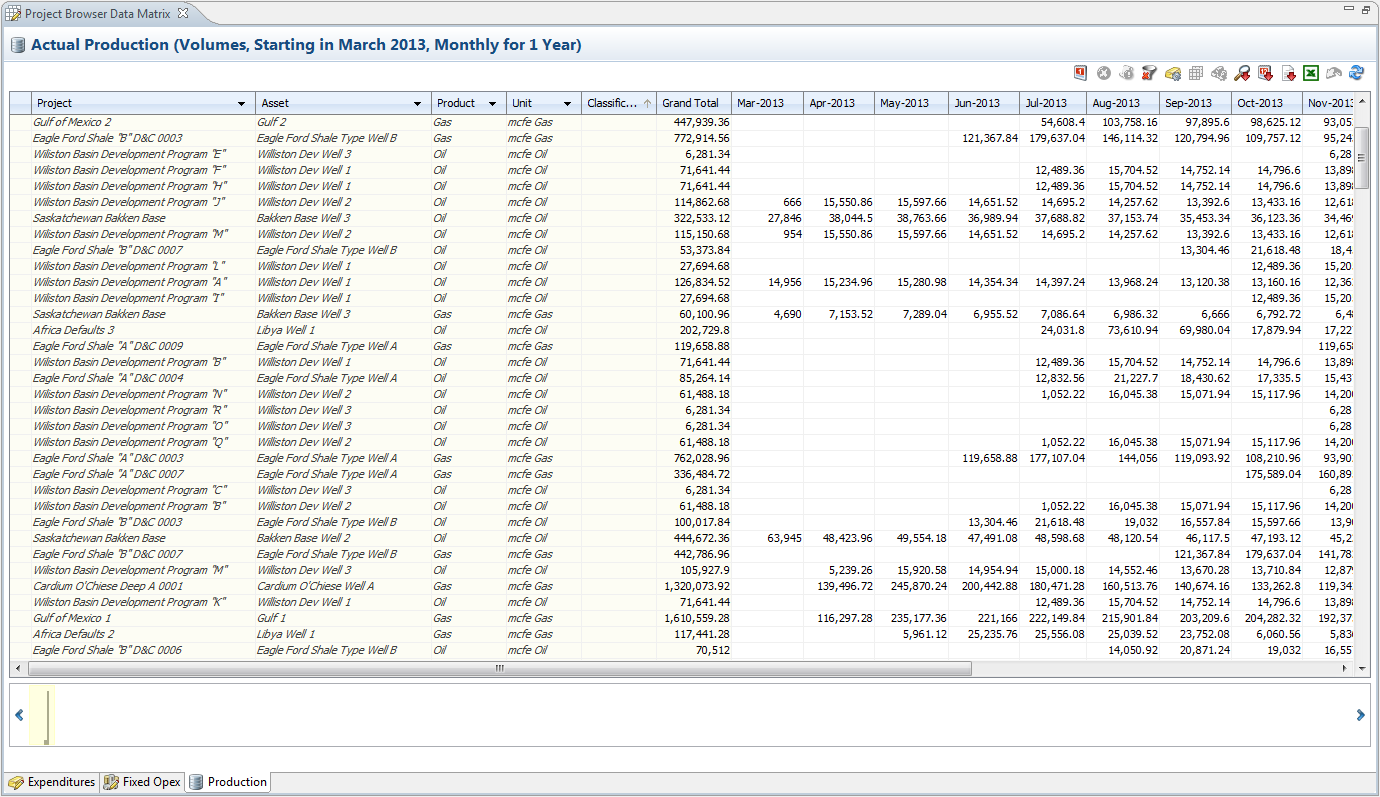 Project Browser Data Matrix
Actual Production (Volumes, Starting in March 2013, Monthly for 1 Year)
Project Asset Product Unit Classific... Grand Total Mar-2013 Apr-2013 May-2013 Jun-2013 Jul-2013 Aug-2013 Sep-2013 Oct-2013 Nov-2013
Gulf of Mexico 2 Gulf 2 Gas mcfe Gas 447,939.36 54,608.4 103,758.16 97,895.6 98,625.12 93,05
Eagle Ford Shale "B" D&C 0003 Eagle Ford Shale Type Well B Gas mcfe Gas 772,914.56 121,367.84 179,637.04 146,114.32 120,794.96 109,757.12 95,24
Wiliston Basin Development Program "E" Williston Dev Well 3 Oil mcfe Oil 6,281.34 6,28
Wiliston Basin Development Program "F" Williston Dev Well 1 Oil mcfe Oil 71,641.44 12,489.36 15,704.52 14,752.14 14,796.6 13,898
Wiliston Basin Development Program "H" Williston Dev Well 1 Oil mcfe Oil 71,641.44 12,489.36 15,704.52 14,752.14 14,796.6 13,898
Wiliston Basin Development Program "J" Williston Dev Well 2 Oil mcfe Oil 114,862.68 666 15,550.86 15,597.66 14,651.52 14,695.2 14,257.62 13,392.6 13,433.16 12,618
Saskatchewan Bakken Base Bakken Base Well 3 Oil mcfe Oil 322,533.12 27,846 38,044.5 38,763.66 36,989.94 37,688.82 37,153.74 35,453.34 36,123.36 34,469
Wiliston Basin Development Program "M" Williston Dev Well 2 Oil mcfe Oil 115,150.68 954 15,550.86 15,597.66 14,651.52 14,695.2 14,257.62 13,392.6 13,433.16 12,618
Eagle Ford Shale "B" D&C 0007 Eagle Ford Shale Type Well B Oil mcfe Oil 53,373.84 13,304.46 21,618.48 18,4
Wiliston Basin Development Program "L" Williston Dev Well 1 Oil mcfe Oil 27,694.68 12,489.36 15,20
Wiliston Basin Development Program "A" Williston Dev Well 1 Oil mcfe Oil 126,834.52 14,956 15,234.96 15,280.98 14,354.34 14,397.24 13,968.24 13,120.38 13,160.16 12,36
Wiliston Basin Development Program "I" Williston Dev Well 1 Oil mcfe Oil 27,694.68 12,489.36 15,20
Saskatchewan Bakken Base Bakken Base Well 3 Gas mcfe Gas 60,100.96 4,690 7,153.52 7,289.04 6,955.52 7,086.64 6,986.32 6,666 6,792.72 6,48
Africa Defaults 3 Libya Well 1 Oil mcfe Oil 202,729.8 24,031.8 73,610.94 69,980.04 17,879.94 17,227
Eagle Ford Shale "A" D&C 0009 Eagle Ford Shale Type Well A Gas mcfe Gas 119,658.88 119,658
Wiliston Basin Development Program "B" Williston Dev Well 1 Oil mcfe Oil 71,641.44 12,489.36 15,704.52 14,752.14 14,796.6 13,898
Eagle Ford Shale "A" D&C 0004 Eagle Ford Shale Type Well A Oil mcfe Oil 85,264.14 12,832.56 21,227.7 18,430.62 17,335.5 15,437
Wiliston Basin Development Program "N" Williston Dev Well 2 Oil mcfe Oil 61,488.18 1,052.22 16,045.38 15,071.94 15,117.96 14,200
Wiliston Basin Development Program "R" Williston Dev Well 3 Oil mcfe Oil 6,281.34 6,28
Wiliston Basin Development Program "O" Williston Dev Well 3 Oil mcfe Oil 6,281.34 6,28
Wiliston Basin Development Program "Q" Williston Dev Well 2 Oil mcfe Oil 61,488.18 1,052.22 16,045.38 15,071.94 15,117.96 14,200
Eagle Ford Shale "A" D&C 0003 Eagle Ford Shale Type Well A Gas mcfe Gas 762,028.96 119,658.88 177,107.04 144,056 119,093.92 108,210.96 93,90
Eagle Ford Shale "A" D&C 0007 Eagle Ford Shale Type Well A Gas mcfe Gas 336,484.72 175,589.04 160,89
Wiliston Basin Development Program "C" Williston Dev Well 3 Oil mcfe Oil 6,281.34 6,28
Wiliston Basin Development Program "B" Williston Dev Well 2 Oil mcfe Oil 61,488.18 1,052.22 16,045.38 15,071.94 15,117.96 14,200
Eagle Ford Shale "B" D&C 0003 Eagle Ford Shale Type Well B Oil mcfe Oil 100,017.84 13,304.46 21,618.48 19,032 16,557.84 15,597.66 13,90
Saskatchewan Bakken Base Bakken Base Well 2 Oil mcfe Oil 444,672.36 63,945 48,423.96 49,554.18 47,491.08 48,598.68 48,120.54 46,117.5 47,193.12 45,2
Eagle Ford Shale "B" D&C 0007 Eagle Ford Shale Type Well B Gas mcfe Gas 442,786.96 121,367.84 179,637.04 141,78
Wiliston Basin Development Program "M" Williston Dev Well 3 Oil mcfe Oil 105,927.9 5,239.26 15,920.58 14,954.94 15,000.18 14,552.46 13,670.28 13,710.84 12,879
Cardium O'Chiese Deep A 0001 Cardium O'Chiese Well A Gas mcfe Gas 1,320,073.92 139,496.72 245,870.24 200,442.88 180,471.28 160,513.76 140,674.16 133,262.8 119,34
Wiliston Basin Development Program "K" Williston Dev Well 1 Oil mcfe Oil 71,641.44 12,489.36 15,704.52 14,752.14 14,796.6 13,898
Gulf of Mexico 1 Gulf 1 Gas mcfe Gas 1,610,559.28 116,297.28 235,177.36 221,166 222,149.84 215,901.84 203,209.6 204,282.32 192,37
Africa Defaults 2 Libya Well 1 Gas mcfe Gas 117,441.28 5,961.12 25,235.76 25,556.08 25,039.52 23,752.08 6,060.56 5,83
Eagle Ford Shale "B" D&C 0006 Eagle Ford Shale Type Well B Oil mcfe Oil 70,512 14,050.92 20,871.24 19,032 16,557
Expenditures Fixed Opex Production